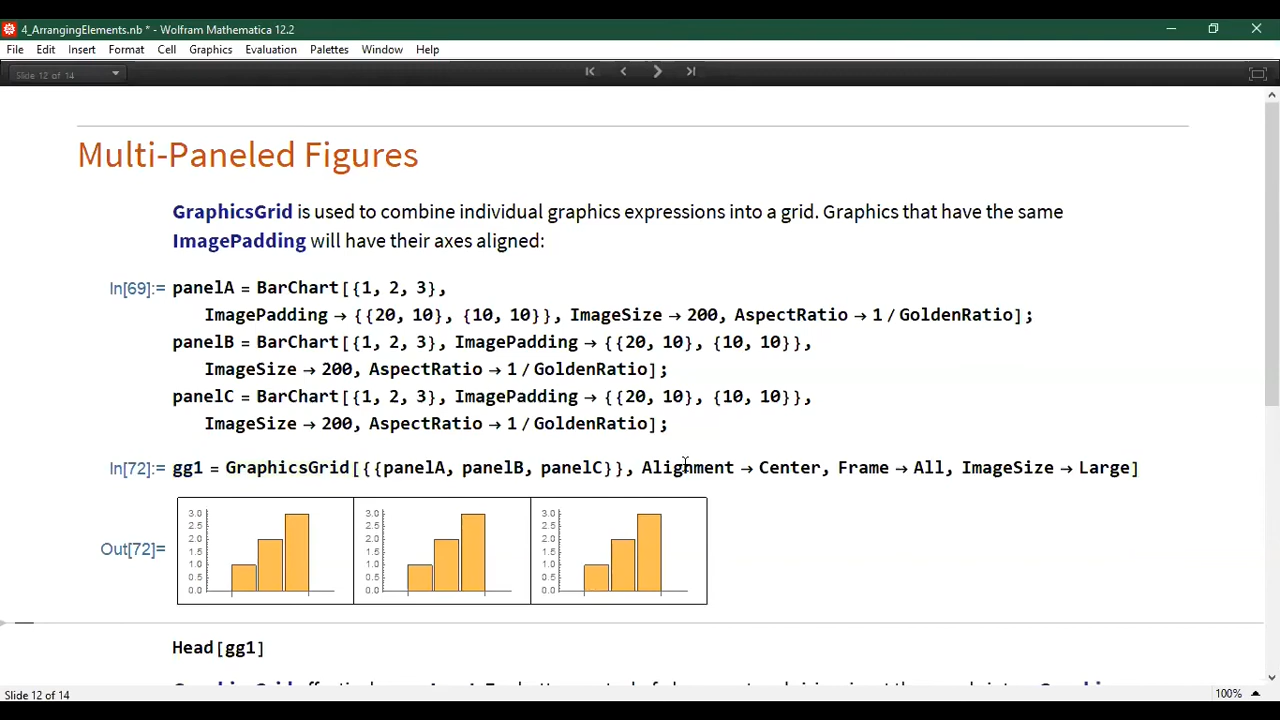 4_ArrangingElements.nb * - Wolfram Mathematica 12.2
File Edit Insert Format Cell Graphics Evaluation Palettes Window Help
Slide 12 of 14
Multi-Paneled Figures
GraphicsGrid is used to combine individual graphics expressions into a grid. Graphics that have the same
ImagePadding will have their axes aligned:
In[69]:= panelA = BarChart[{1, 2, 3},
ImagePadding → {{20, 10}, {10, 10}}, ImageSize → 200, AspectRatio → 1 / GoldenRatio];
panelB = BarChart[{1, 2, 3}, ImagePadding → {{20, 10}, {10, 10}},
ImageSize → 200, AspectRatio → 1 / GoldenRatio];
panelC = BarChart[{1, 2, 3}, ImagePadding → {{20, 10}, {10, 10}},
ImageSize → 200, AspectRatio → 1 / GoldenRatio];
In[72]:= gg1 = GraphicsGrid[{{panelA, panelB, panelC}}, Alignment → Center, Frame → All, ImageSize → Large]
3.0 3.0 3.0
2.5 2.5 2.5
2.0 2.0 2.0
Out[72]=
1.5 1.5 1.5
1.0 1.0 1.0
0.5 0.5 0.5
0.0 0.0 0.0
Head[gg1]
Slide 12 of 14 100%